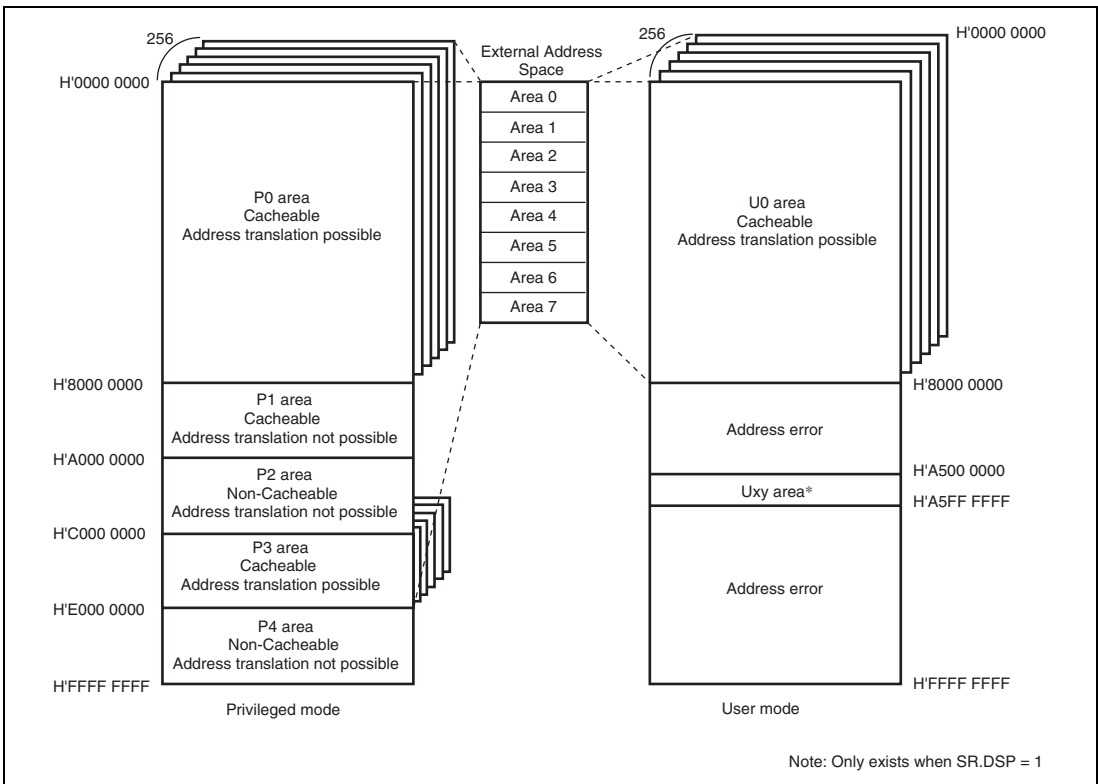 256
H'0000 0000
P0 area
Cacheable
Address translation possible
H'8000 0000
P1 area
Cacheable
Address translation not possible
H'A000 0000
P2 area
Non-Cacheable
Address translation not possible
H'C000 0000
P3 area
Cacheable
Address translation possible
H'E000 0000
P4 area
Non-Cacheable
Address translation not possible
H'FFFF FFFF
Privileged mode
External Address
Space
Area 0
Area 1
Area 2
Area 3
Area 4
Area 5
Area 6
Area 7
256
H'0000 0000
U0 area
Cacheable
Address translation possible
H'8000 0000
Address error
H'A500 0000
Uxy area*
H'A5FF FFFF
Address error
H'FFFF FFFF
User mode
Note: Only exists when SR.DSP = 1